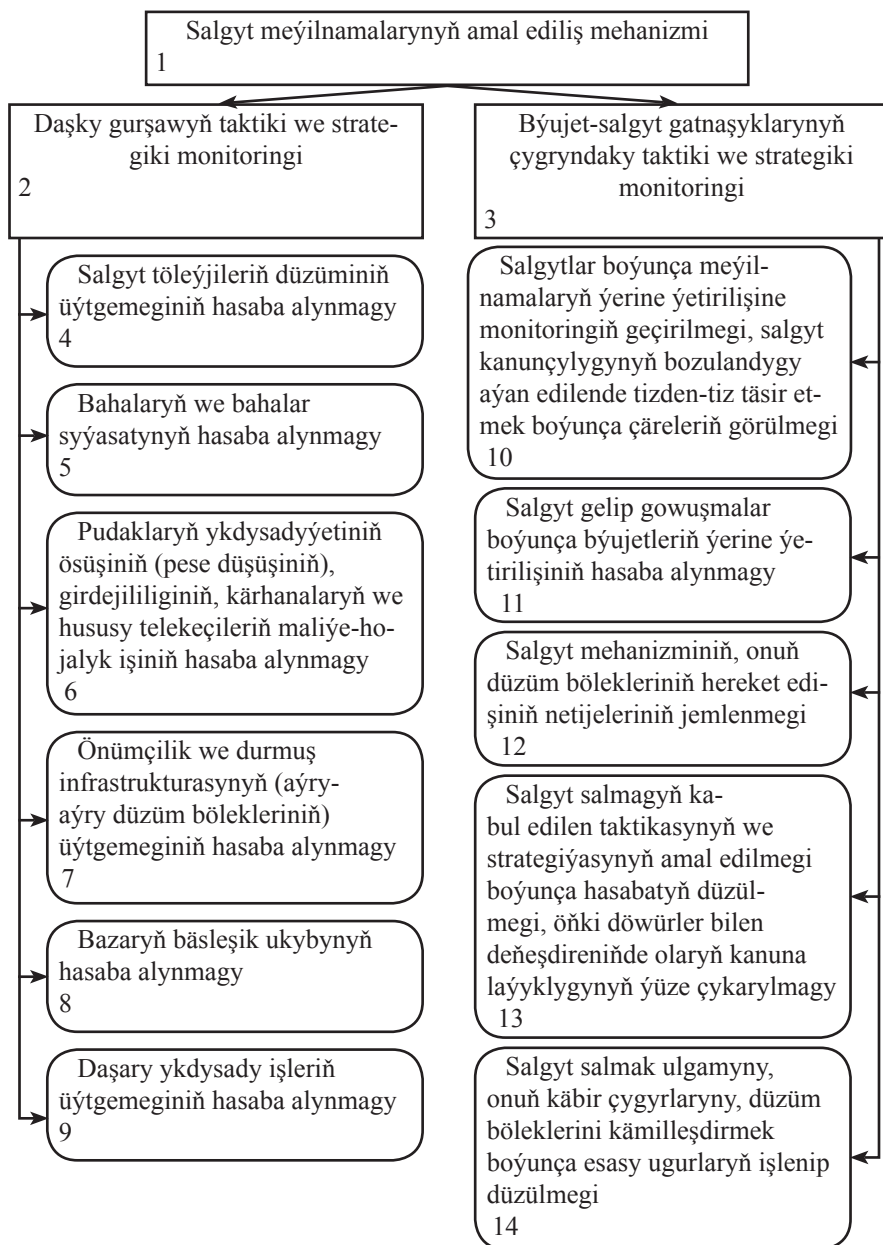 Salgyt meýilnamalarynyň amal ediliş mehanizmi
1
Daşky gurşawyň taktiki we strate-
giki monitoringi
2
Býujet-salgyt gatnaşyklarynyň
çygryndaky taktiki we strategiki
monitoringi
3
Salgyt töleýjileriň düzüminiň
üýtgemeginiň hasaba alynmagy
4
Bahalaryň we bahalar
syýasatynyň hasaba alynmagy
5
Pudaklaryň ykdysadyýetiniň
ösüşiniň (pese düşüşiniň),
girdejililiginiň, kärhanalaryň we
hususy telekeçileriň maliýe-ho-
jalyk işiniň hasaba alynmagy
6
Önümçilik we durmuş
infrastrukturasynyň (aýry-
aýry düzüm bölekleriniň)
üýtgemeginiň hasaba alynmagy
7
Bazaryň bäsleşik ukybynyň
hasaba alynmagy
8
Daşary ykdysady işleriň
üýtgemeginiň hasaba alynmagy
9
Salgytlar boýunça meýil-
namalaryň ýerine ýetirilişine
monitoringiň geçirilmegi, salgyt
kanunçylygynyň bozulandygy
aýan edilende tizden-tiz täsir et-
mek boýunça çäreleriň görülmegi
10
Salgyt gelip gowuşmalar
boýunça býujetleriň ýerine ýe-
tirilişiniň hasaba alynmagy
11
Salgyt mehanizminiň, onuň
düzüm bölekleriniň hereket edi-
şiniň netijeleriniň jemlenmegi
12
Salgyt salmagyň ka-
bul edilen taktikasynyň we
strategiýasynyň amal edilmegi
boýunça hasabatyň düzül-
megi, öňki döwürler bilen
deňeşdireniňde olaryň kanuna
laýyklygynyň ýüze çykarylmagy
13
Salgyt salmak ulgamyny,
onuň käbir çygyrlaryny, düzüm
böleklerini kämilleşdirmek
boýunça esasy ugurlaryň işlenip
düzülmegi
14